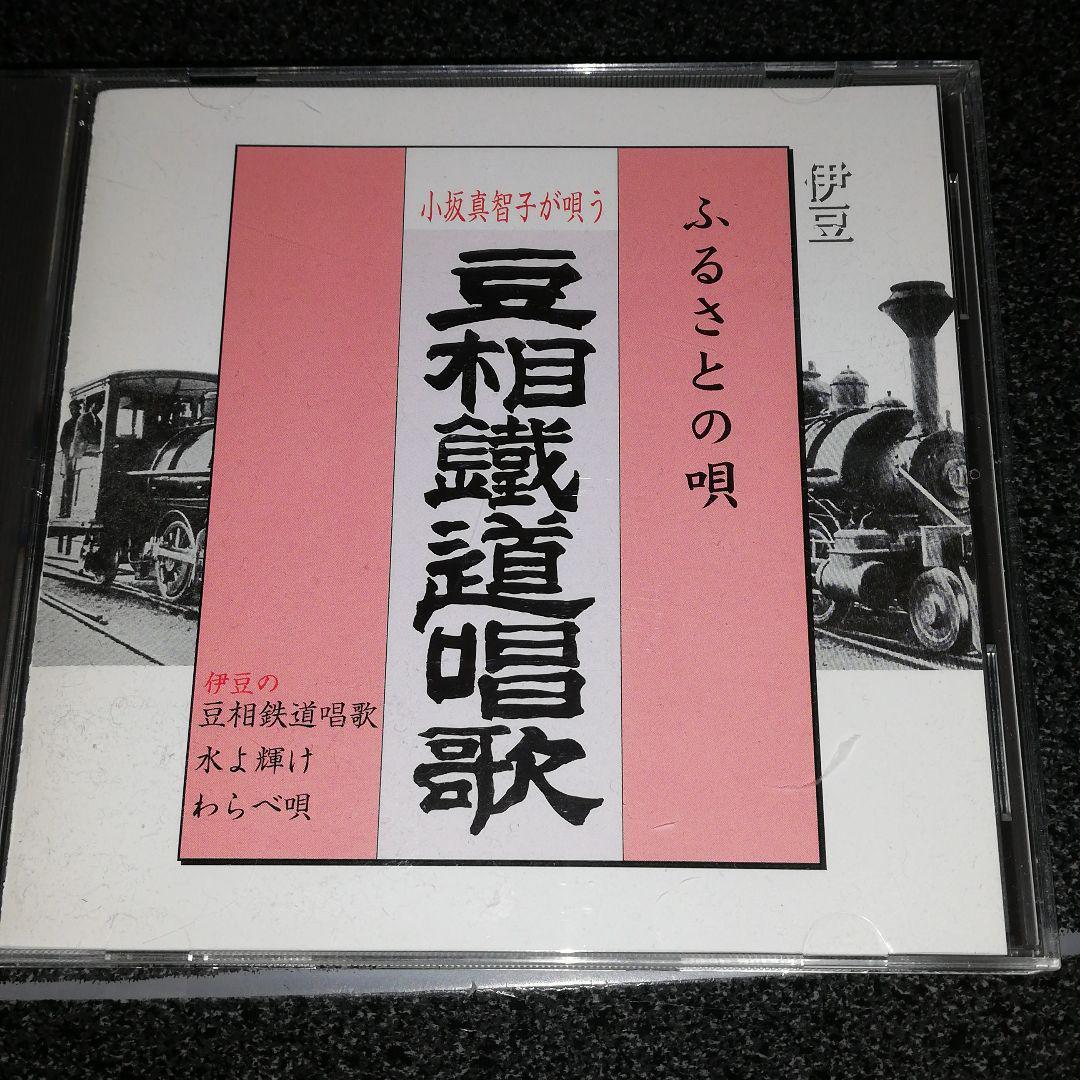 伊豆
ふるさとの唄
小坂真智子が唄う
豆相鐵道唱歌
伊豆の
豆相鉄道唱歌
水よ輝け
わらべ唄